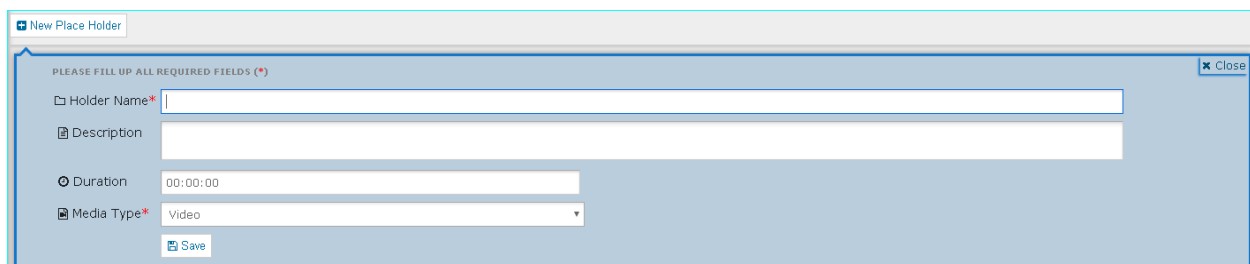 New Place Holder
PLEASE FILL UP ALL REQUIRED FIELDS (*)
Close
Holder Name*
Description
Duration 00:00:00
Media Type* Video
Save